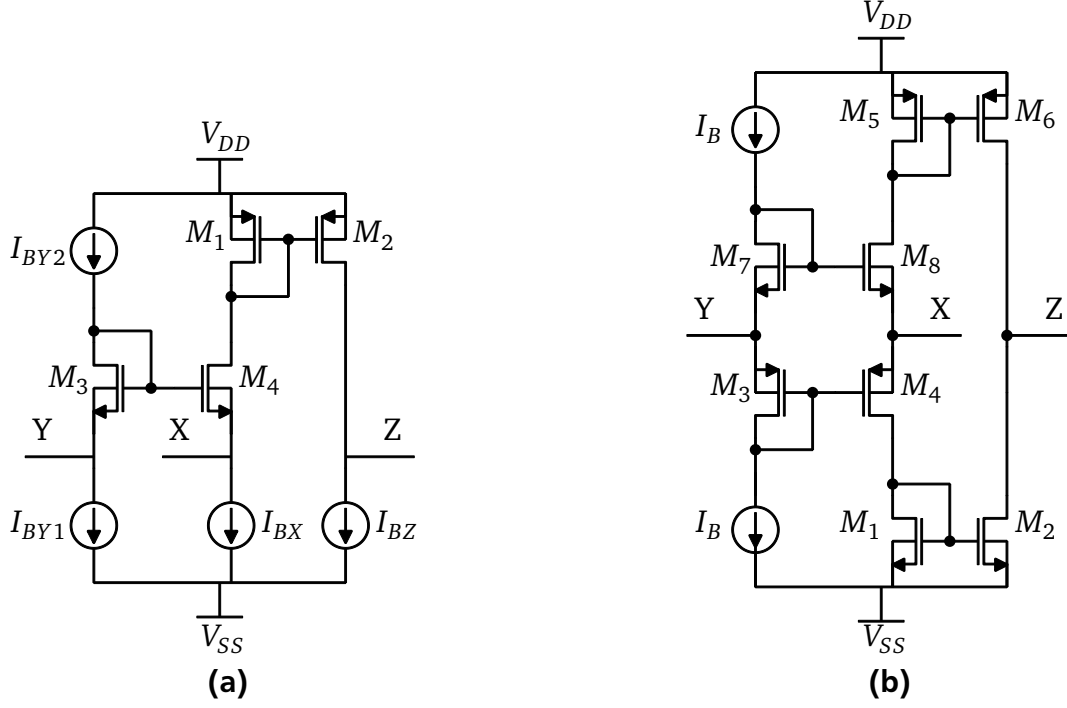 V_DD
I_BY2
M_1
M_2
M_3
M_4
Y
X
Z
I_BY1
I_BX
I_BZ
V_SS
(a)
V_DD
I_B
M_5
M_6
M_7
M_8
Y
X
Z
M_3
M_4
I_B
M_1
M_2
V_SS
(b)